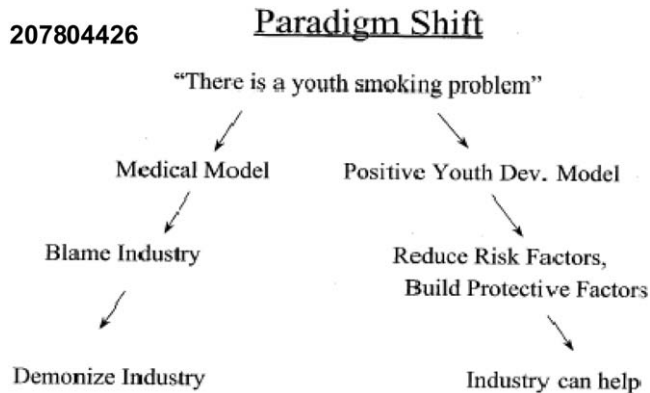 207804426
Paradigm Shift
“There is a youth smoking problem”
Medical Model
Positive Youth Dev. Model
Blame Industry
Reduce Risk Factors,
Build Protective Factors
Demonize Industry
Industry can help